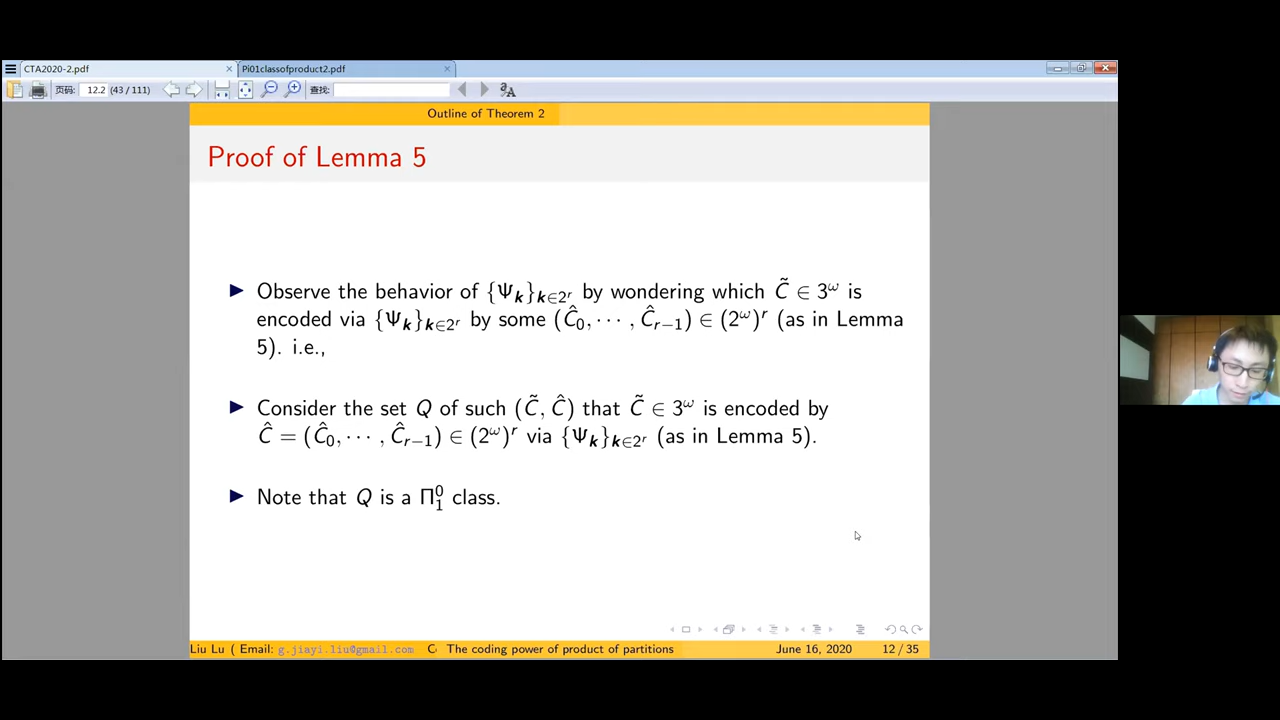 CTA2020-2.pdf
Pi01classofproduct2.pdf
页码: 12.2 (43 / 111) 查找:
Outline of Theorem 2
Proof of Lemma 5
Observe the behavior of {Ψ_k}_{k∈2^r} by wondering which C̃ ∈ 3^ω is
encoded via {Ψ_k}_{k∈2^r} by some (Ĉ_0, ⋯ , Ĉ_{r−1}) ∈ (2^ω)^r (as in Lemma
5). i.e.,
Consider the set Q of such (C̃, Ĉ) that C̃ ∈ 3^ω is encoded by
Ĉ = (Ĉ_0, ⋯ , Ĉ_{r−1}) ∈ (2^ω)^r via {Ψ_k}_{k∈2^r} (as in Lemma 5).
Note that Q is a Π^0_1 class.
Liu Lu ( Email: g.jiayi.liu@gmail.com The coding power of product of partitions June 16, 2020 12 / 35